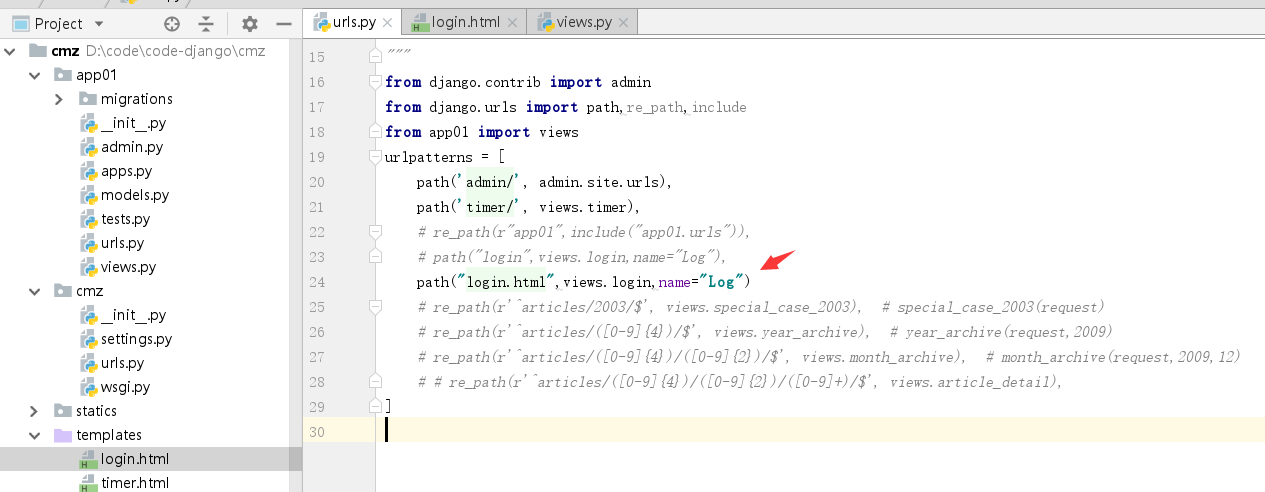 Project
urls.py
login.html
views.py
cmz D:\code\code-django\cmz
app01
migrations
__init__.py
admin.py
apps.py
models.py
tests.py
urls.py
views.py
cmz
__init__.py
settings.py
urls.py
wsgi.py
statics
templates
login.html
timer.html
15 """
16 from django.contrib import admin
17 from django.urls import path,re_path,include
18 from app01 import views
19 urlpatterns = [
20 path('admin/', admin.site.urls),
21 path('timer/', views.timer),
22 # re_path(r"app01",include("app01.urls")),
23 # path("login",views.login,name="Log"),
24 path("login.html",views.login,name="Log")
25 # re_path(r'^articles/2003/$', views.special_case_2003), # special_case_2003(request)
26 # re_path(r'^articles/([0-9]{4})/$', views.year_archive), # year_archive(request,2009)
27 # re_path(r'^articles/([0-9]{4})/([0-9]{2})/$', views.month_archive), # month_archive(request,2009,12)
28 # # re_path(r'^articles/([0-9]{4})/([0-9]{2})/([0-9]+)/$', views.article_detail),
29 ]
30